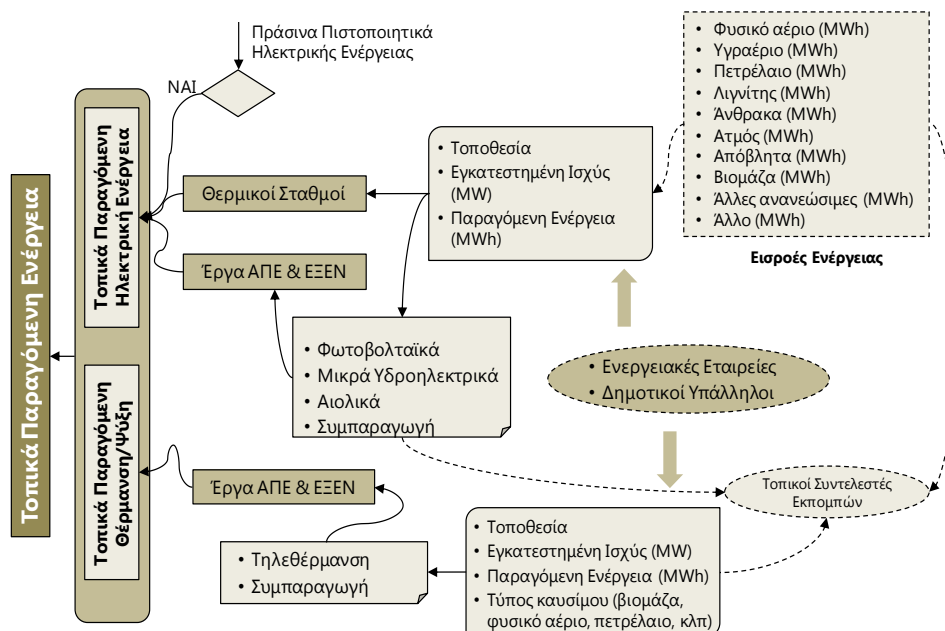 Πράσινα Πιστοποιητικά
Ηλεκτρικής Ενέργειας
ΝΑΙ
• Φυσικό αέριο (MWh)
• Υγραέριο (MWh)
• Πετρέλαιο (MWh)
• Λιγνίτης (MWh)
• Άνθρακα (MWh)
• Ατμός (MWh)
• Απόβλητα (MWh)
• Βιομάζα (MWh)
• Άλλες ανανεώσιμες (MWh)
• Άλλο (MWh)
Εισροές Ενέργειας
• Τοποθεσία
• Εγκατεστημένη Ισχύς
(MW)
• Παραγόμενη Ενέργεια
(MWh)
Θερμικοί Σταθμοί
Έργα ΑΠΕ & ΕΞΕΝ
Τοπικά Παραγόμενη
Ηλεκτρική Ενέργεια
Τοπικά Παραγόμενη Ενέργεια
• Φωτοβολταϊκά
• Μικρά Υδροηλεκτρικά
• Αιολικά
• Συμπαραγωγή
• Ενεργειακές Εταιρείες
• Δημοτικοί Υπάλληλοι
Τοπικά Παραγόμενη
Θέρμανση/Ψύξη
Έργα ΑΠΕ & ΕΞΕΝ
Τοπικοί Συντελεστές
Εκπομπών
• Τηλεθέρμανση
• Συμπαραγωγή
• Τοποθεσία
• Εγκατεστημένη Ισχύς (MW)
• Παραγόμενη Ενέργεια (MWh)
• Τύπος καυσίμου (βιομάζα,
φυσικό αέριο, πετρέλαιο, κλπ)